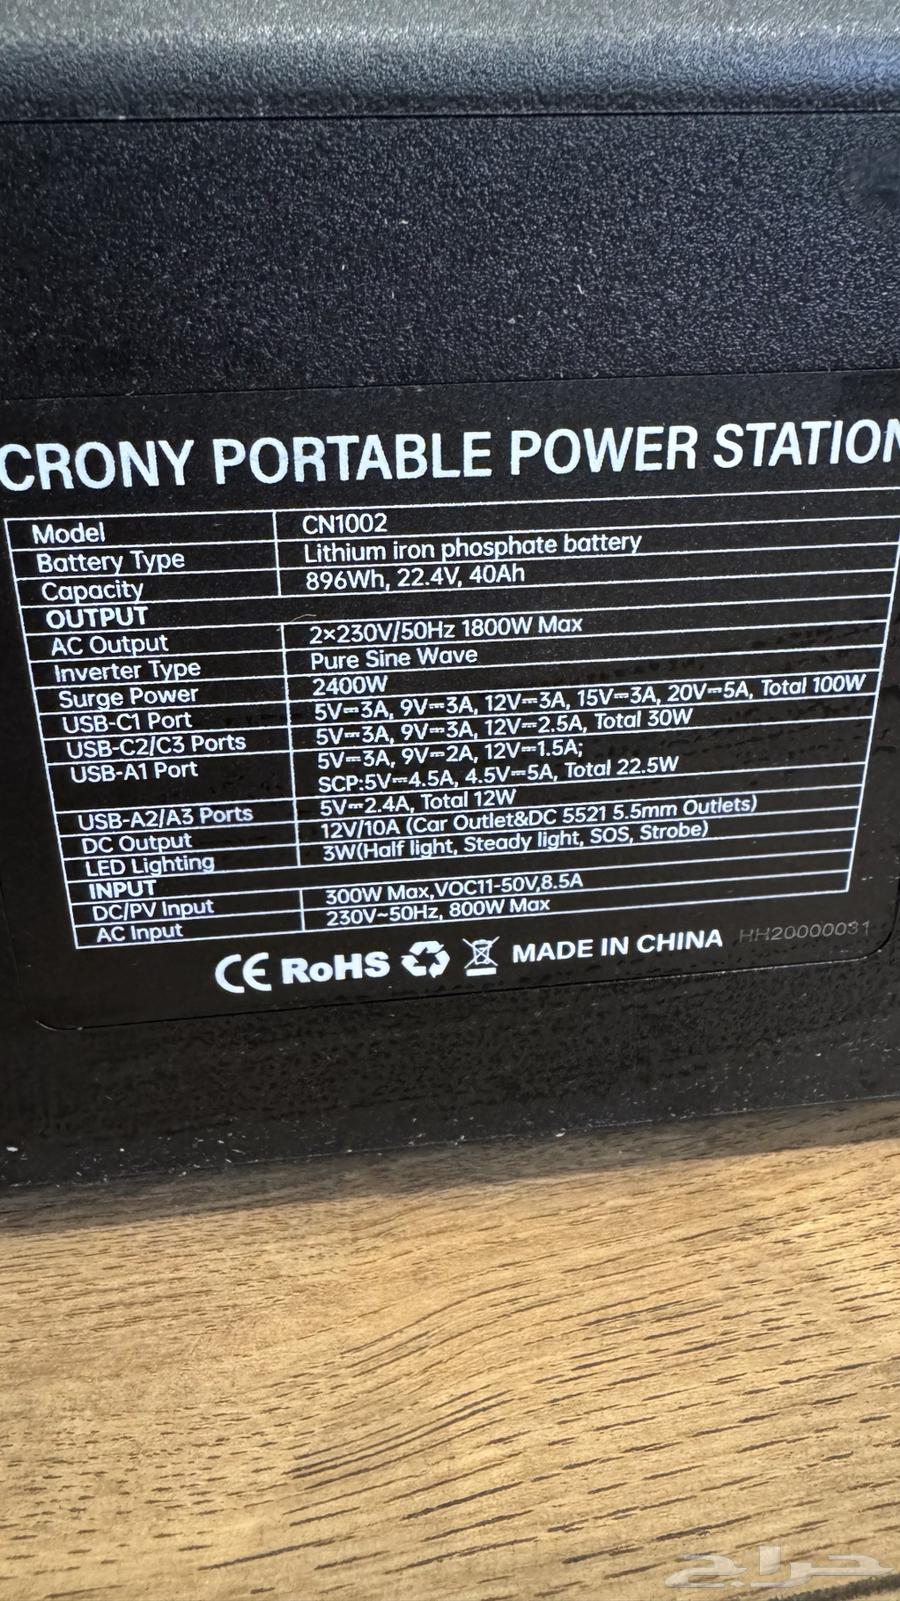 CRONY PORTABLE POWER STATION
Model CN1002
Battery Type Lithium iron phosphate battery
Capacity 896Wh, 22.4V, 40Ah
OUTPUT
AC Output 2×230V/50Hz 1800W Max
Inverter Type Pure Sine Wave
Surge Power 2400W
USB-C1 Port 5V⎓3A, 9V⎓3A, 12V⎓3A, 15V⎓3A, 20V⎓5A, Total 100W
USB-C2/C3 Ports 5V⎓3A, 9V⎓3A, 12V⎓2.5A, Total 30W
USB-A1 Port 5V⎓3A, 9V⎓2A, 12V⎓1.5A;
SCP:5V⎓4.5A, 4.5V⎓5A, Total 22.5W
USB-A2/A3 Ports 5V⎓2.4A, Total 12W
DC Output 12V/10A (Car Outlet&DC 5521 5.5mm Outlets)
LED Lighting 3W(Half light, Steady light, SOS, Strobe)
INPUT
DC/PV Input 300W Max,VOC11-50V,8.5A
AC Input 230V~50Hz, 800W Max
CE RoHS MADE IN CHINA HH20000031
حراج